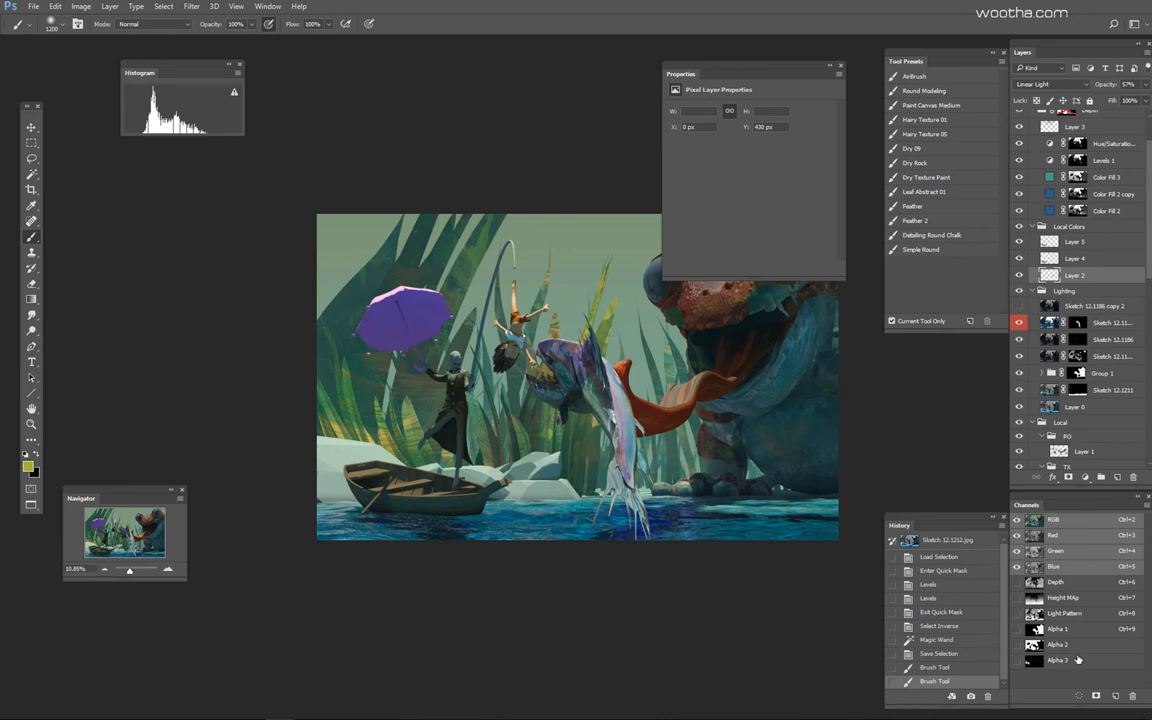 Ps File Edit Image Layer Type Select Filter 3D View Window Help
wootha.com
1200 Mode: Normal Opacity: 100% Flow: 100%
Histogram
Properties
Pixel Layer Properties
W: H:
X: 0 px Y: 430 px
Tool Presets
AirBrush
Round Modeling
Paint Canvas Medium
Hairy Texture 01
Hairy Texture 05
Dry 09
Dry Rock
Dry Texture Paint
Leaf Abstract 01
Feather
Feather 2
Detailing Round Chalk
Simple Round
Current Tool Only
Layers
Kind
Linear Light Opacity: 57%
Lock: Fill: 100%
Depth
Layer 3
Hue/Saturatio...
Levels 1
Color Fill 3
Color Fill 2 copy
Color Fill 2
Local Colors
Layer 5
Layer 4
Layer 2
Lighting
Sketch 12.1186 copy 2
Sketch 12.11...
Sketch 12.1186
Sketch 12.11...
Group 1
Sketch 12.1211
Layer 0
Local
PO
Layer 1
TX
Navigator
10.85%
History
Sketch 12.1212.jpg
Load Selection
Enter Quick Mask
Levels
Levels
Exit Quick Mask
Select Inverse
Magic Wand
Save Selection
Brush Tool
Brush Tool
Channels
RGB Ctrl+2
Red Ctrl+3
Green Ctrl+4
Blue Ctrl+5
Depth Ctrl+6
Height MAp Ctrl+7
Light Pattern Ctrl+8
Alpha 1 Ctrl+9
Alpha 2
Alpha 3